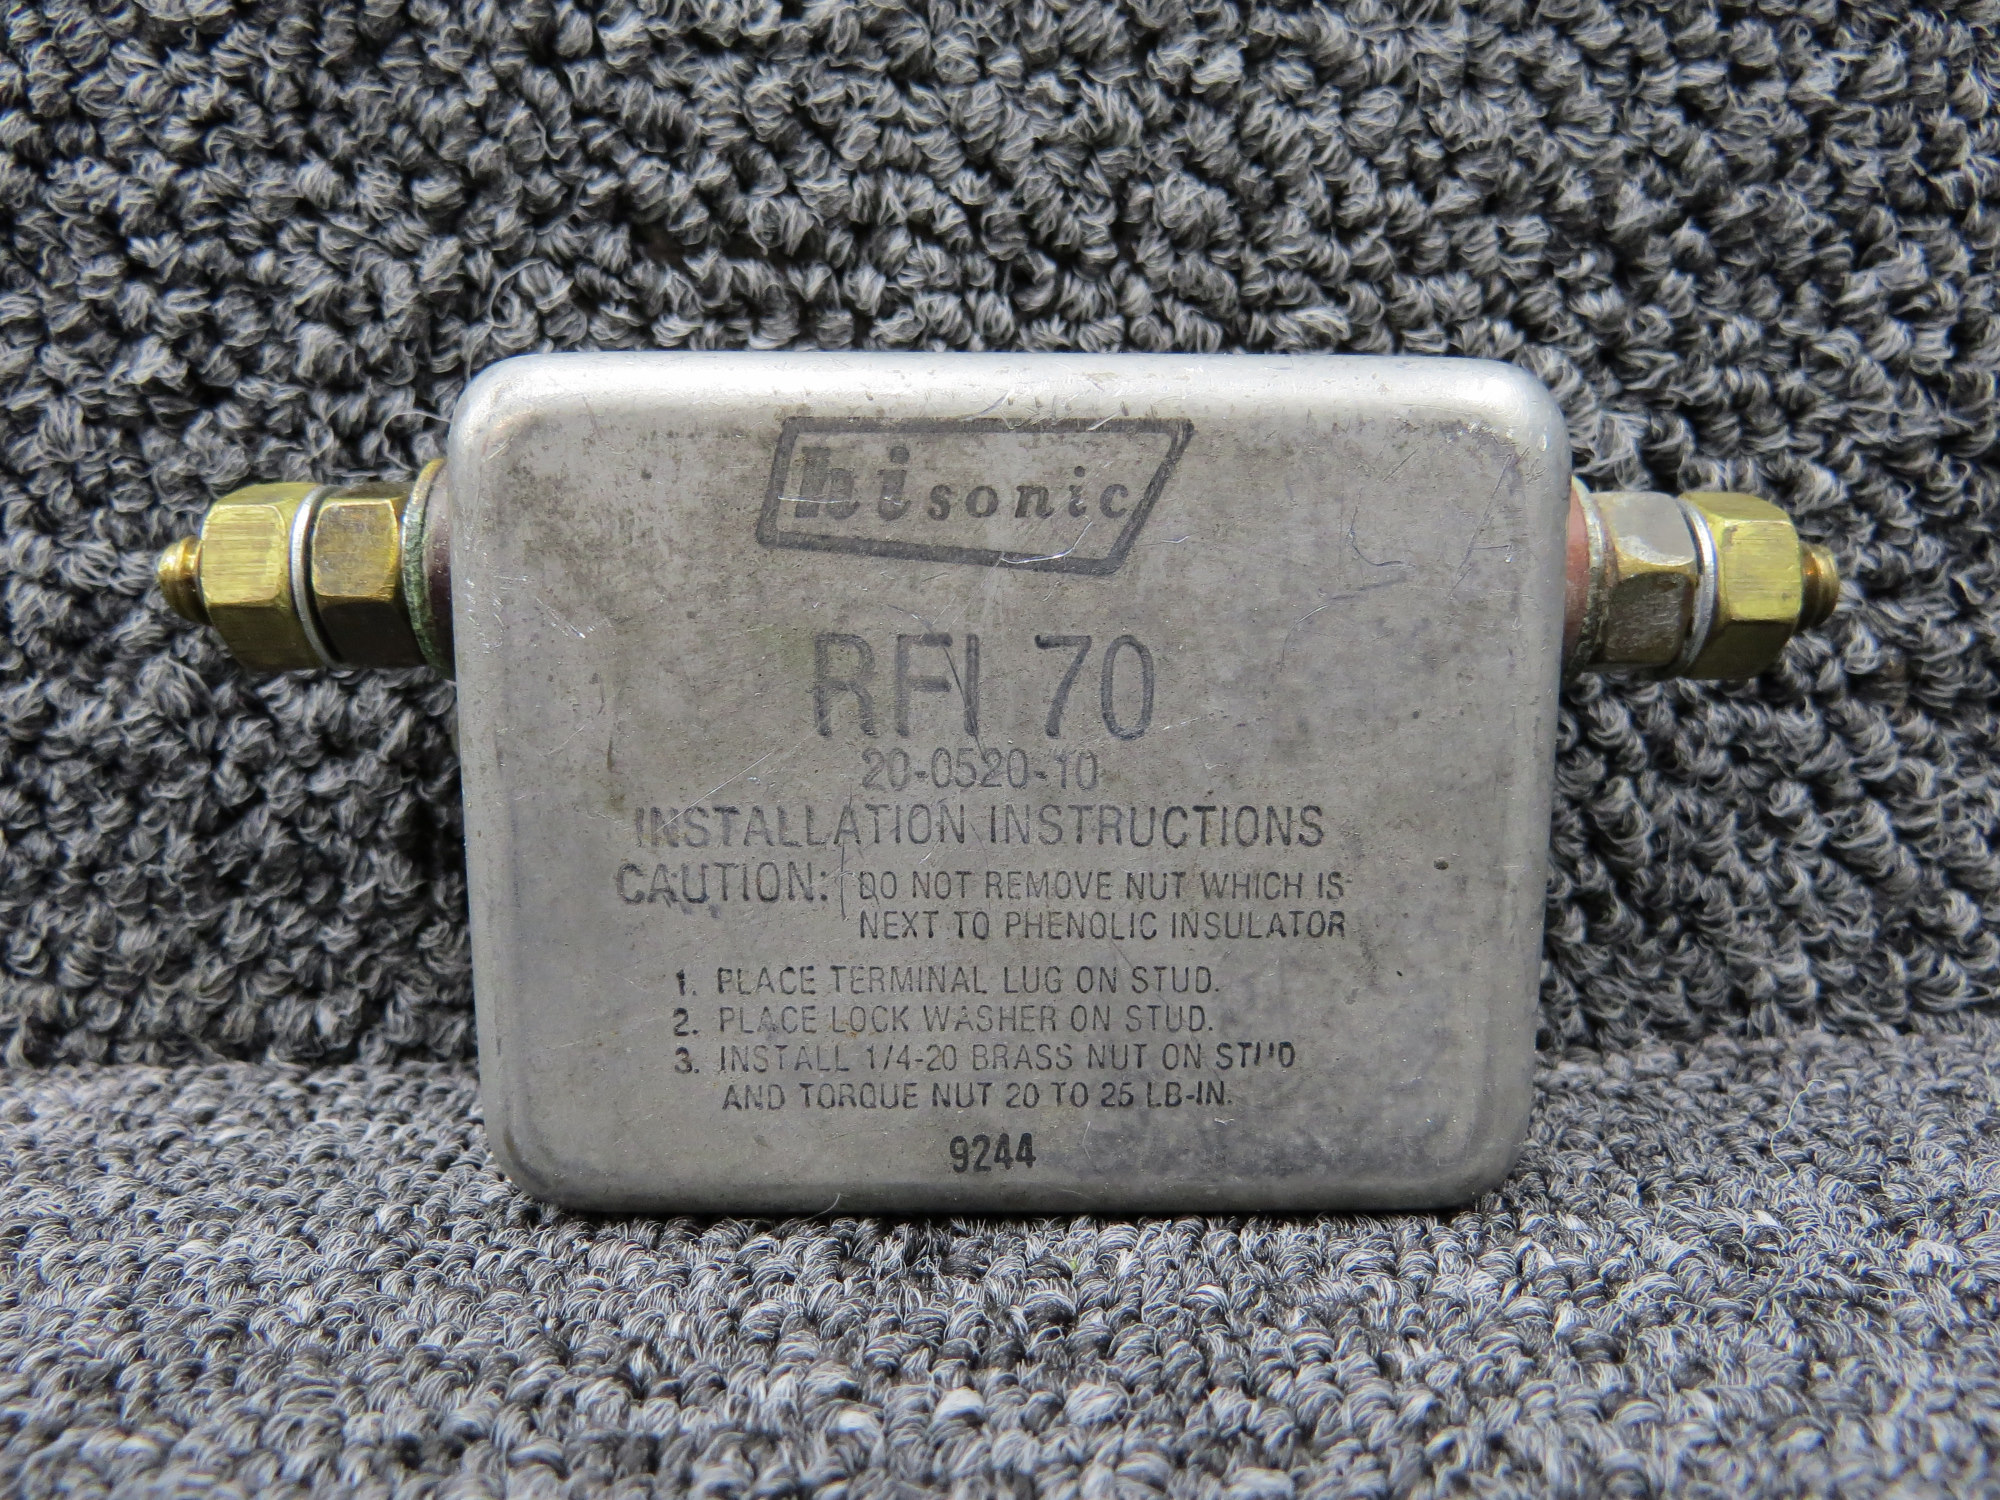 hi sonic
RFI 70
20-0520-10
INSTALLATION INSTRUCTIONS
CAUTION: DO NOT REMOVE NUT WHICH IS
NEXT TO PHENOLIC INSULATOR
1. PLACE TERMINAL LUG ON STUD.
2. PLACE LOCK WASHER ON STUD.
3. INSTALL 1/4-20 BRASS NUT ON STUD
AND TORQUE NUT 20 TO 25 LB-IN.
9244